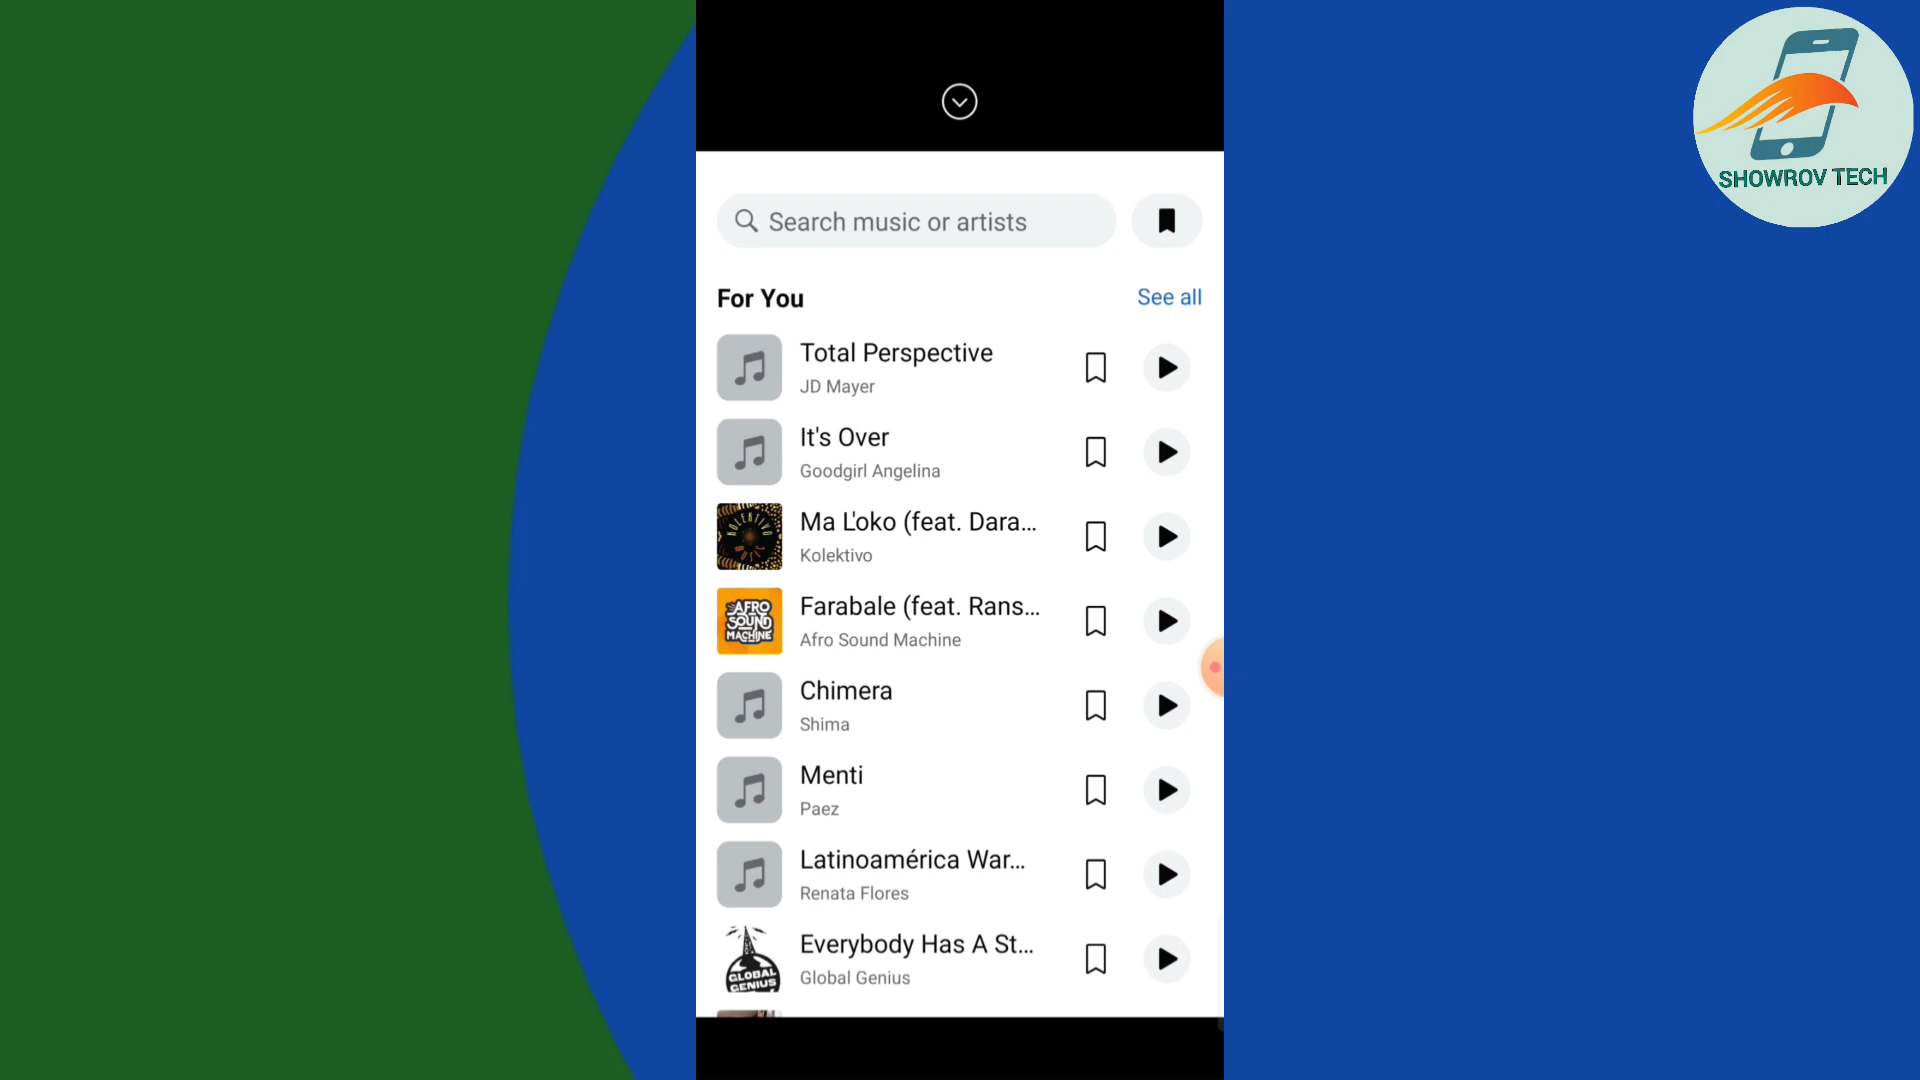 SHOWROV TECH
Search music or artists
For You
See all
Total Perspective
JD Mayer
It's Over
Goodgirl Angelina
KOLEKTIVO
Ma L'oko (feat. Dara...
Kolektivo
AFRO
SOUND
MACHINE
Farabale (feat. Rans...
Afro Sound Machine
Chimera
Shima
Menti
Paez
Latinoamérica War...
Renata Flores
GLOBAL
GENIUS
Everybody Has A St...
Global Genius